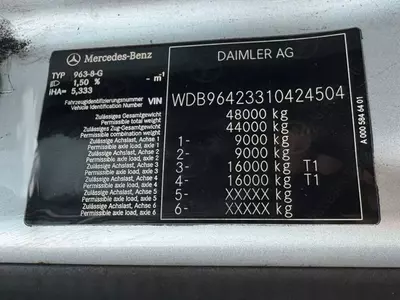 Mercedes-Benz
DAIMLER AG
TYP 963-8-G
1,50 % - m⁻¹
iHA= 5,333
Fahrzeugidentifizierungsnummer
Vehicle Identification Number VIN
WDB96423310424504
Zulässiges Gesamtgewicht 48000 kg
Permissible total weight
Zulässiges Zug-Gesamtgewicht 44000 kg
Permissible total combination weight
Zulässige Achslast, Achse 1 1- 9000 kg
Permissible axle load, axle 1
Zulässige Achslast, Achse 2 2- 9000 kg
Permissible axle load, axle 2
Zulässige Achslast, Achse 3 3- 16000 kg T1
Permissible axle load, axle 3
Zulässige Achslast, Achse 4 4- 16000 kg T1
Permissible axle load, axle 4
Zulässige Achslast, Achse 5 5- XXXXX kg
Permissible axle load, axle 5
Zulässige Achslast, Achse 6 6- XXXXX kg
Permissible axle load, axle 6
A 000 584 64 01